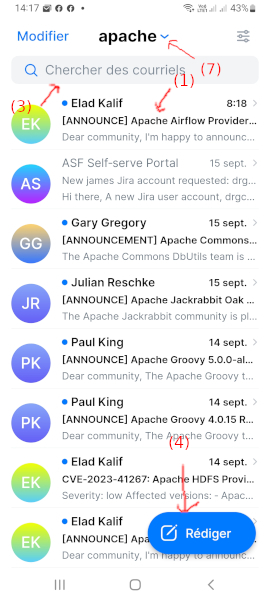 14:17 43%
Modifier apache
(7)
Chercher des courriels
(1)
(3)
Elad Kalif 8:18
EK
[ANNOUNCE] Apache Airflow Provider...
Dear community, I'm happy to announc...
ASF Self-serve Portal 15 sept.
AS
New james Jira account requested: drg...
Hi there, A new Jira user account, drgc...
Gary Gregory 15 sept.
GG
[ANNOUNCEMENT] Apache Commons...
The Apache Commons DbUtils team is ...
Julian Reschke 15 sept.
JR
[ANNOUNCE] Apache Jackrabbit Oak ...
The Apache Jackrabbit community is pl...
Paul King 14 sept.
PK
[ANNOUNCE] Apache Groovy 5.0.0-al...
Dear community, The Apache Groovy t...
Paul King 14 sept.
PK
[ANNOUNCE] Apache Groovy 4.0.15 R...
Dear community, The Apache Groovy t...
(4)
Elad Kalif 14 sept.
EK
CVE-2023-41267: Apache HDFS Provi...
Severity: low Affected versions: - Apac...
Elad Kalif 14 sept.
EK
[ANNOUNCE] Apa
Dear community, I'm happy to announc...
Rédiger